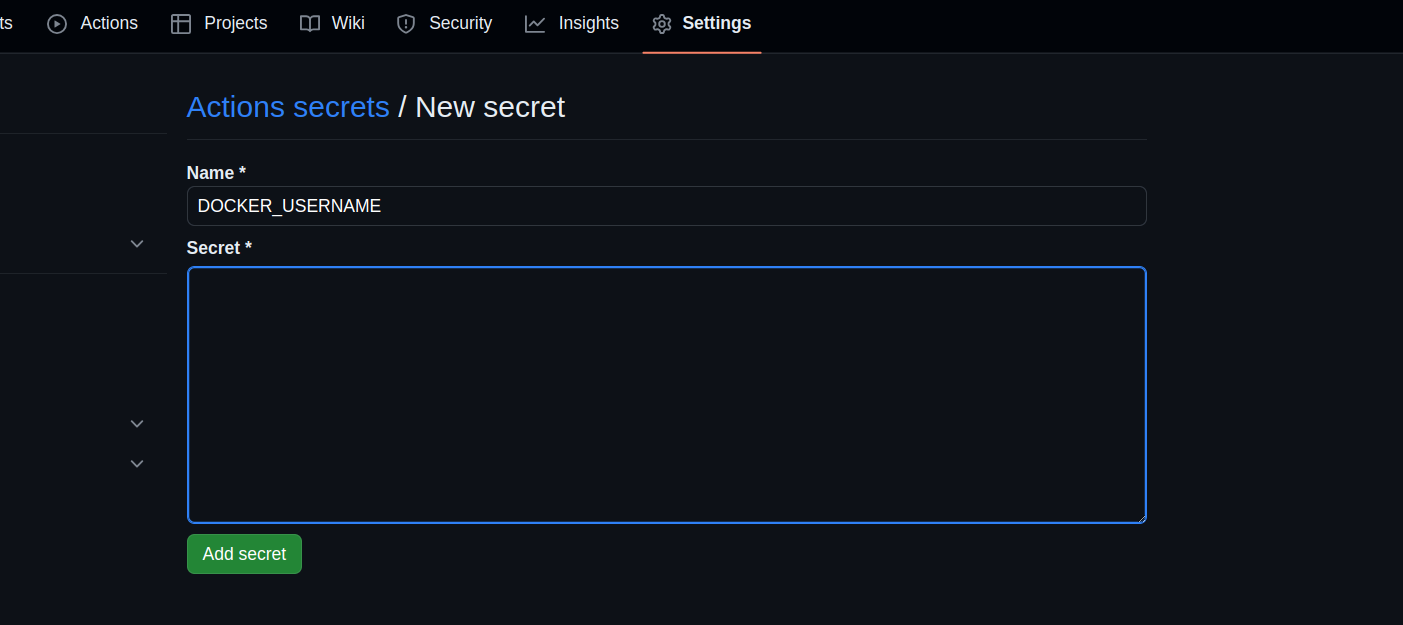 ts Actions Projects Wiki Security Insights Settings
Actions secrets / New secret
Name *
DOCKER_USERNAME
Secret *
Add secret